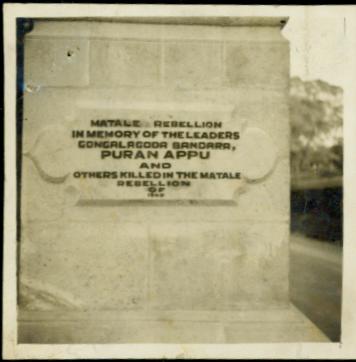 MATALE REBELLION
IN MEMORY OF THE LEADERS
GONGALAGODA BANDARA,
PURAN APPU
AND
OTHERS KILLED IN THE MATALE
REBELLION
OF
1848